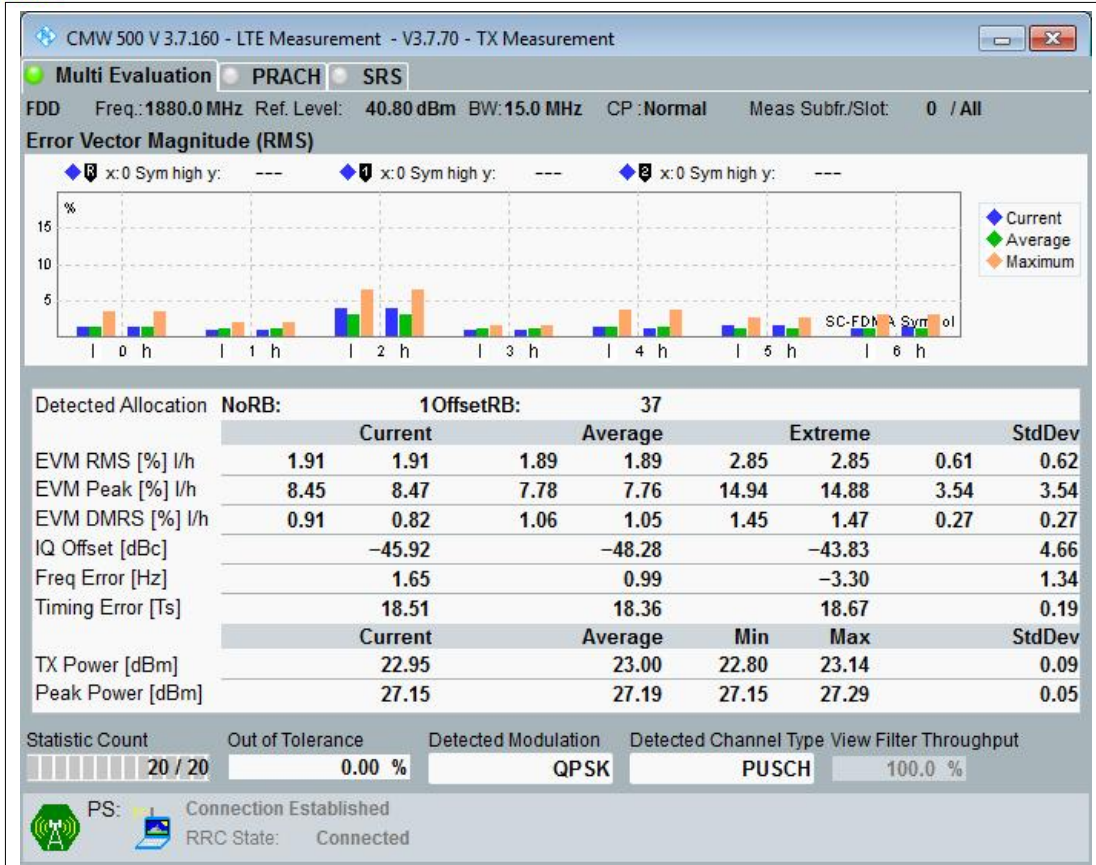 CMW 500 V 3.7.160 - LTE Measurement - V3.7.70 - TX Measurement
Multi Evaluation PRACH SRS
FDD Freq.: 1880.0 MHz Ref. Level: 40.80 dBm BW: 15.0 MHz CP : Normal Meas Subfr./Slot: 0 / All
Error Vector Magnitude (RMS)
R x: 0 Sym high y: --- 1 x: 0 Sym high y: --- 2 x: 0 Sym high y: ---
%
15
10
5
Current
Average
Maximum
SC-FDMA Symbol
l 0 h l 1 h l 2 h l 3 h l 4 h l 5 h l 6 h
Detected Allocation NoRB: 1 OffsetRB: 37
Current Average Extreme StdDev
EVM RMS [%] l/h 1.91 1.91 1.89 1.89 2.85 2.85 0.61 0.62
EVM Peak [%] l/h 8.45 8.47 7.78 7.76 14.94 14.88 3.54 3.54
EVM DMRS [%] l/h 0.91 0.82 1.06 1.05 1.45 1.47 0.27 0.27
IQ Offset [dBc] −45.92 −48.28 −43.83 4.66
Freq Error [Hz] 1.65 0.99 −3.30 1.34
Timing Error [Ts] 18.51 18.36 18.67 0.19
Current Average Min Max StdDev
TX Power [dBm] 22.95 23.00 22.80 23.14 0.09
Peak Power [dBm] 27.15 27.19 27.15 27.29 0.05
Statistic Count Out of Tolerance Detected Modulation Detected Channel Type View Filter Throughput
20 / 20 0.00 % QPSK PUSCH 100.0 %
PS: Connection Established
RRC State: Connected